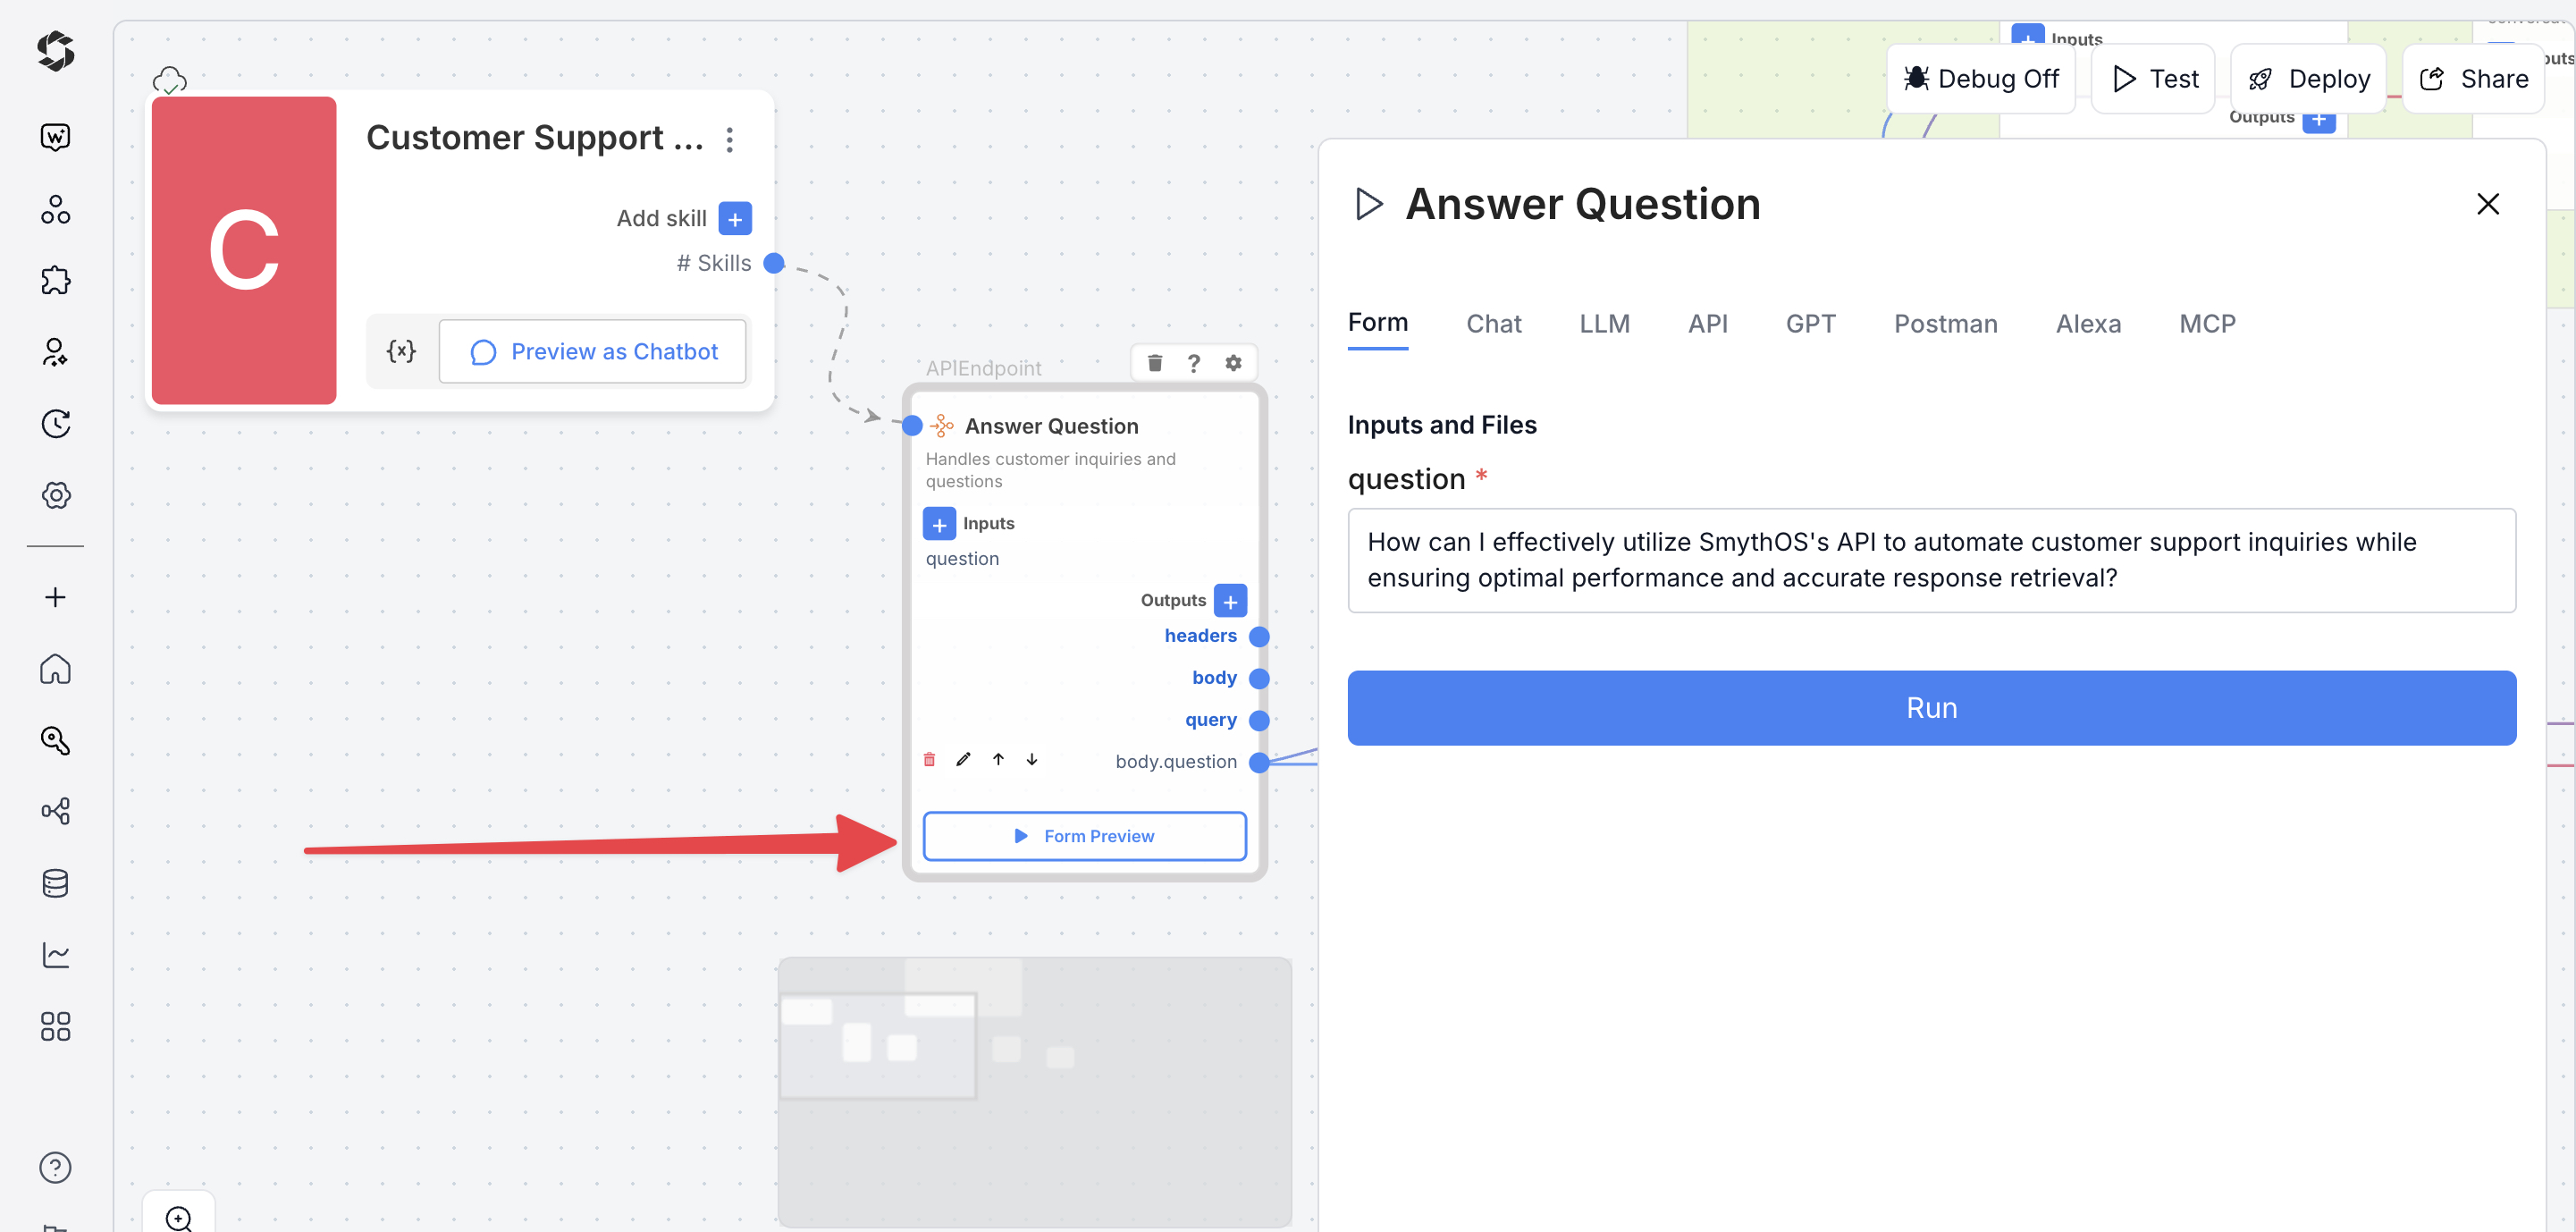 Inputs
Debug Off
Test
Deploy
Share
Outputs
Customer Support ...
C
Add skill
# Skills
{x}
Preview as Chatbot
APIEndpoint
Answer Question
Handles customer inquiries and
questions
Inputs
question
Outputs
headers
body
query
body.question
Form Preview
Answer Question
Form Chat LLM API GPT Postman Alexa MCP
Inputs and Files
question *
How can I effectively utilize SmythOS's API to automate customer support inquiries while
ensuring optimal performance and accurate response retrieval?
Run